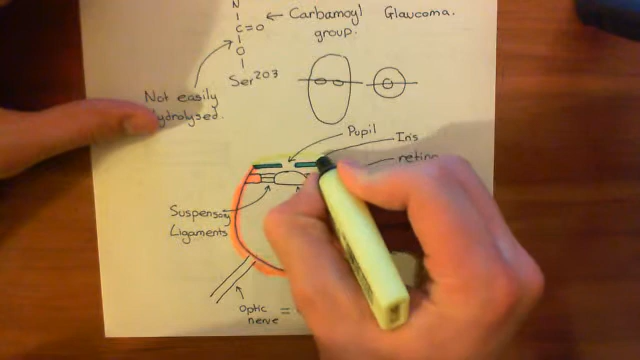 N
C=O ← Carbamoyl group.
O
Ser203
Not easily
hydrolysed.
Glaucoma.
Pupil
Iris
retina
Suspensory
Ligaments
Optic
nerve =